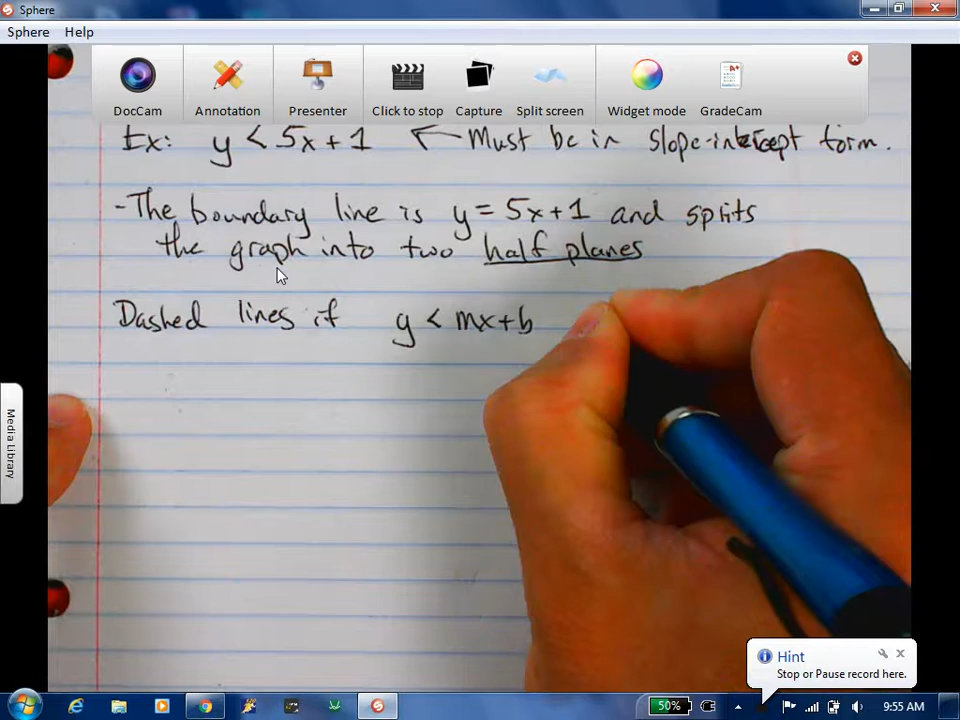 Sphere
Sphere Help
DocCam Annotation Presenter Click to stop Capture Split screen Widget mode GradeCam
Ex: y < 5x + 1 ← Must be in slope-intercept form.
- The boundary line is y = 5x + 1 and splits
the graph into two half planes
Dashed lines if y < mx + b
Media Library
Hint
Stop or Pause record here.
50% 9:55 AM